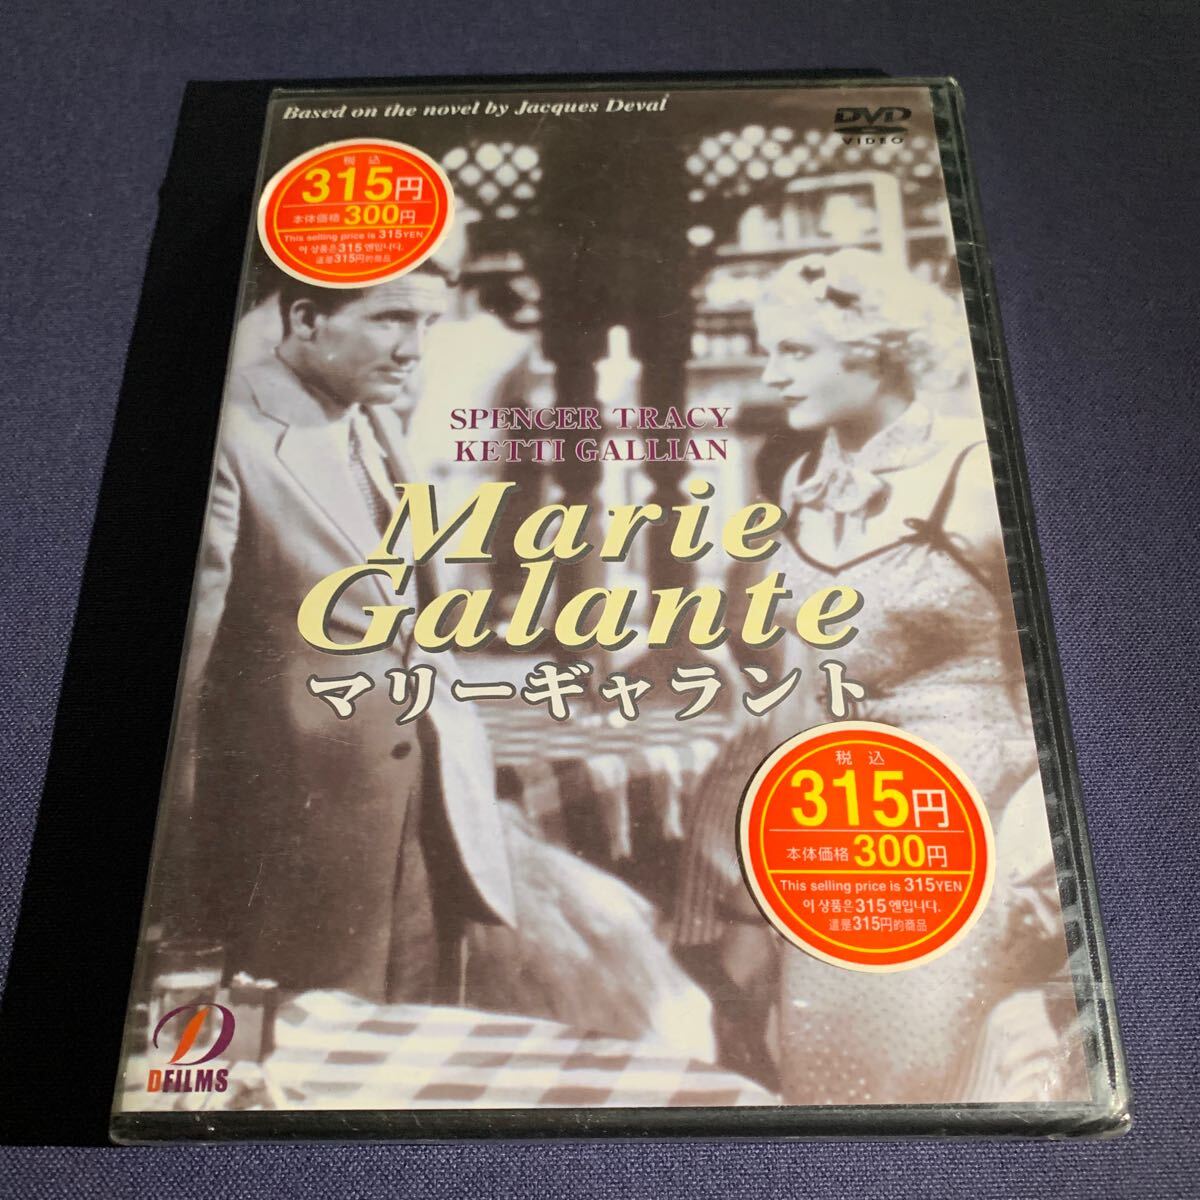 Based on the novel by Jacques Deval
DVD
VIDEO
税込
315円
本体価格 300円
This selling price is 315YEN
이 상품은 315 엔입니다.
這是315円的商品
SPENCER TRACY
KETTI GALLIAN
Marie
Galante
マリーギャラント
税込
315円
本体価格 300円
This selling price is 315YEN
이 상품은 315 엔입니다.
這是315円的商品
DFILMS